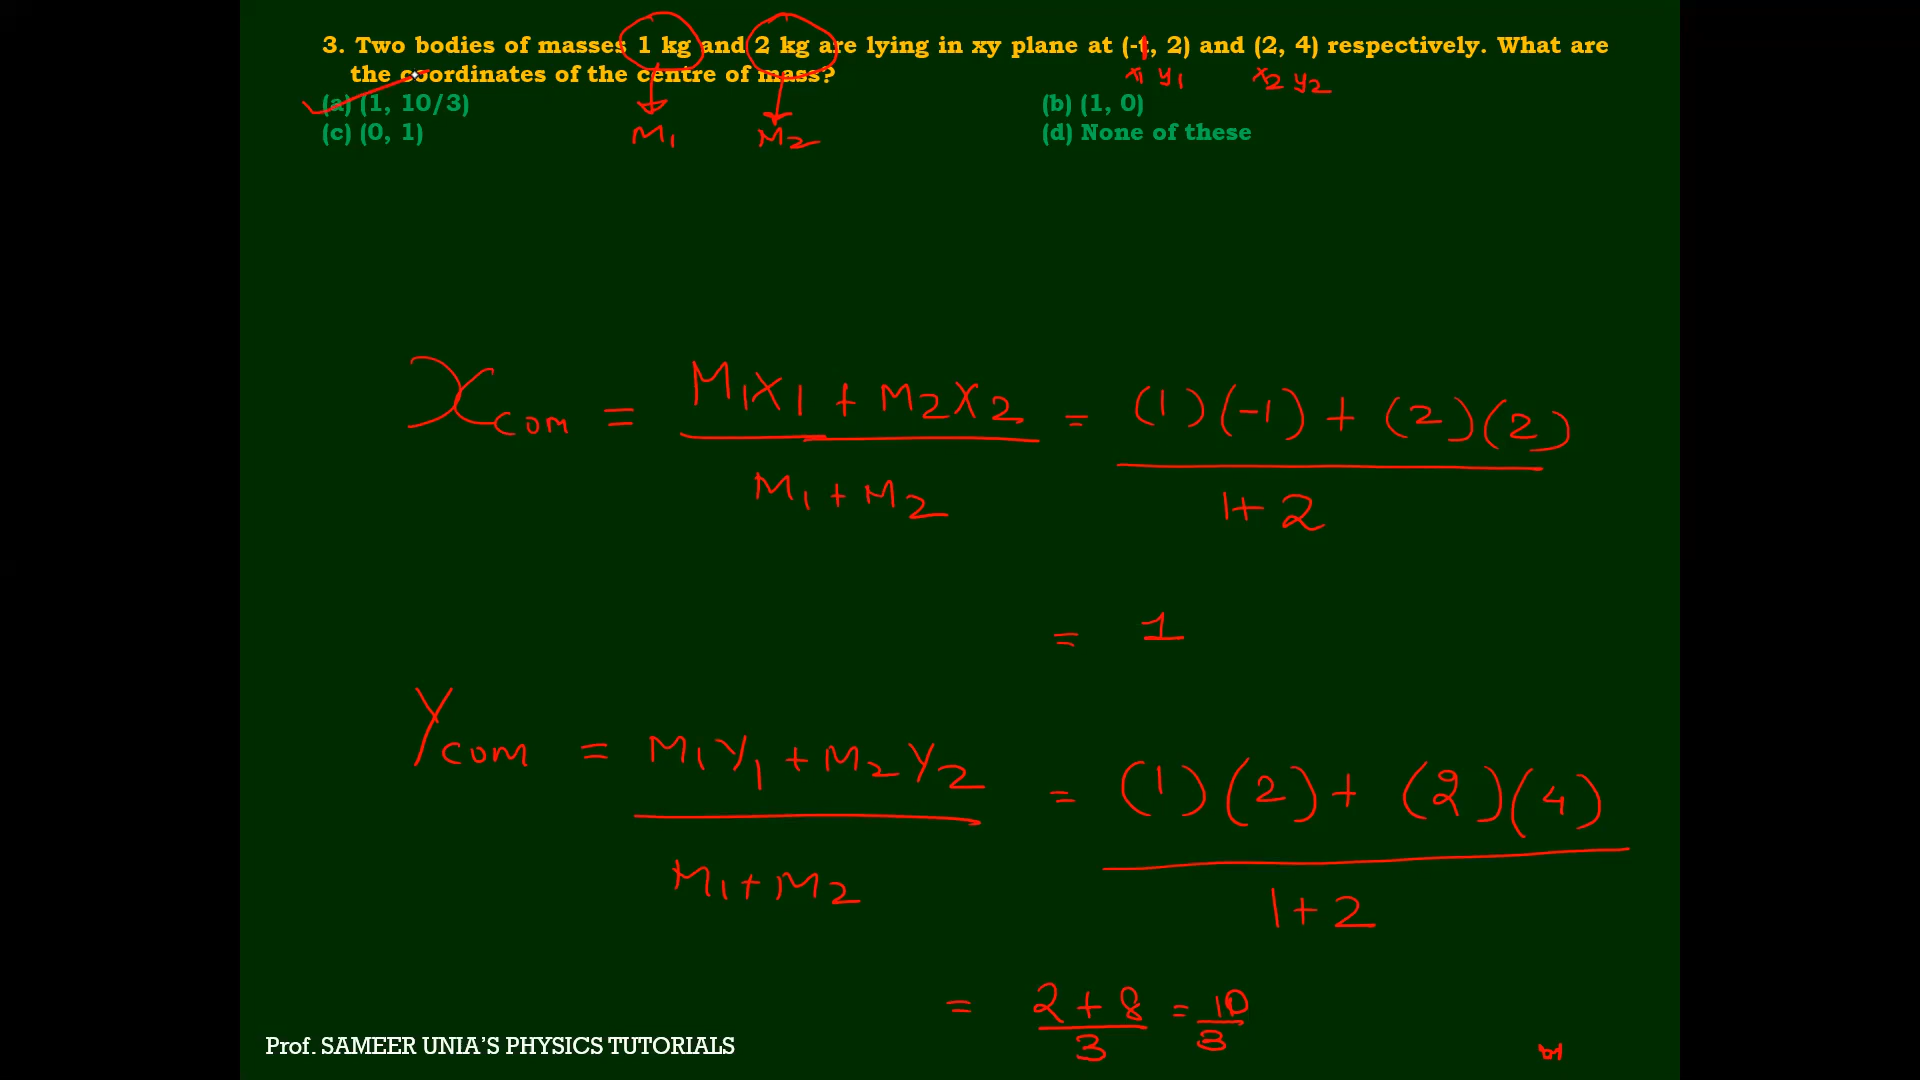 3. Two bodies of masses 1 kg and 2 kg are lying in xy plane at (-1, 2) and (2, 4) respectively. What are
the coordinates of the centre of mass?
x1 y1 x2 y2
(a) (1, 10/3) (b) (1, 0)
(c) (0, 1) (d) None of these
M1 M2
Xcom = M1X1 + M2X2 / M1 + M2 = (1)(-1) + (2)(2) / 1+2
= 1
Ycom = M1Y1 + M2Y2 / M1 + M2 = (1)(2) + (2)(4) / 1+2
= 2+8 / 3 = 10 / 3
Prof. SAMEER UNIA'S PHYSICS TUTORIALS